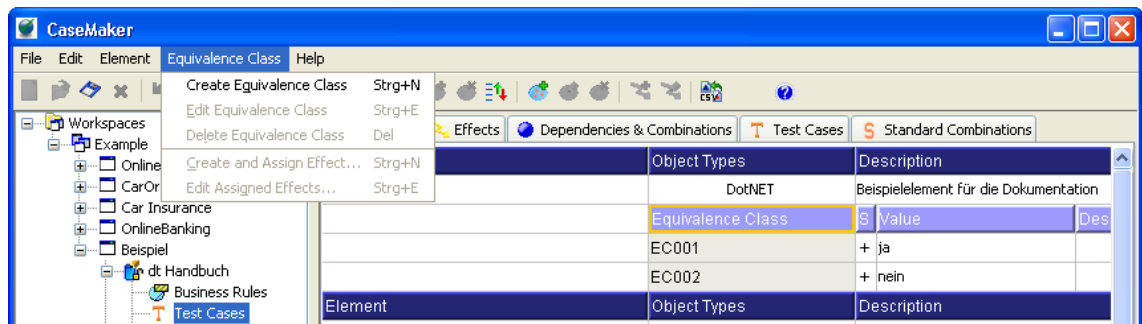 CaseMaker
File Edit Element Equivalence Class Help
Create Equivalence Class Strg+N
Edit Equivalence Class Strg+E
Delete Equivalence Class Del
Create and Assign Effect... Strg+N
Edit Assigned Effects... Strg+E
CSV
Effects Dependencies & Combinations T Test Cases S Standard Combinations
Workspaces
Example
Online
CarOr
Car Insurance
OnlineBanking
Beispiel
dt Handbuch
Business Rules
T Test Cases
Object Types Description
DotNET Beispielelement für die Dokumentation
Equivalence Class S Value Des
EC001 + ja
EC002 + nein
Element Object Types Description